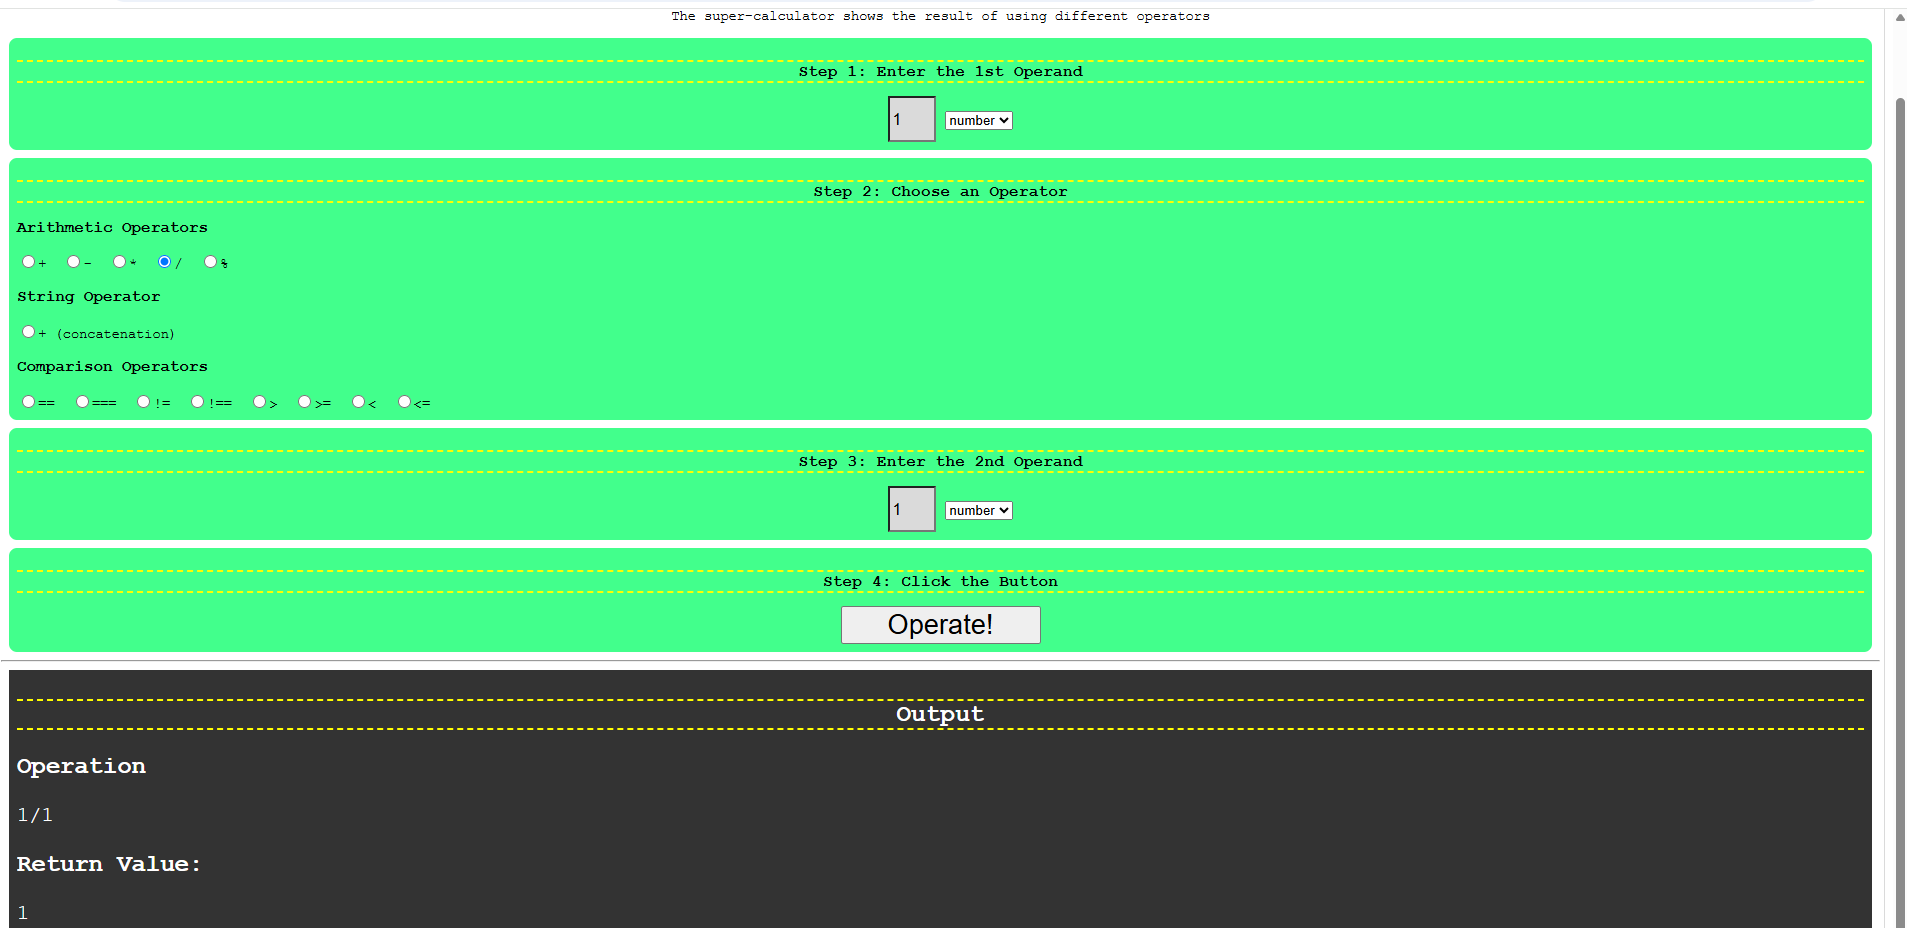 The super-calculator shows the result of using different operators
Step 1: Enter the 1st Operand
1 number
Step 2: Choose an Operator
Arithmetic Operators
+ - * / %
String Operator
+ (concatenation)
Comparison Operators
== === != !== > >= < <=
Step 3: Enter the 2nd Operand
1 number
Step 4: Click the Button
Operate!
Output
Operation
1/1
Return Value:
1